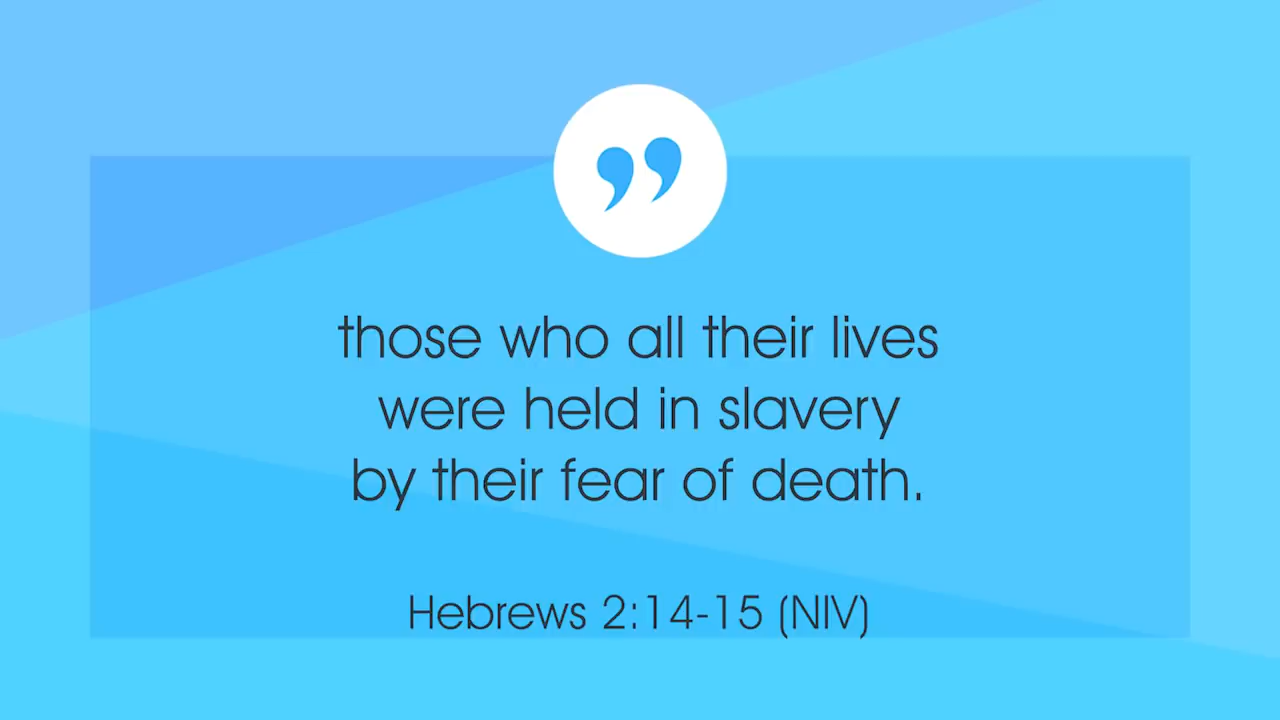 those who all their lives
were held in slavery
by their fear of death.
Hebrews 2:14-15 (NIV)